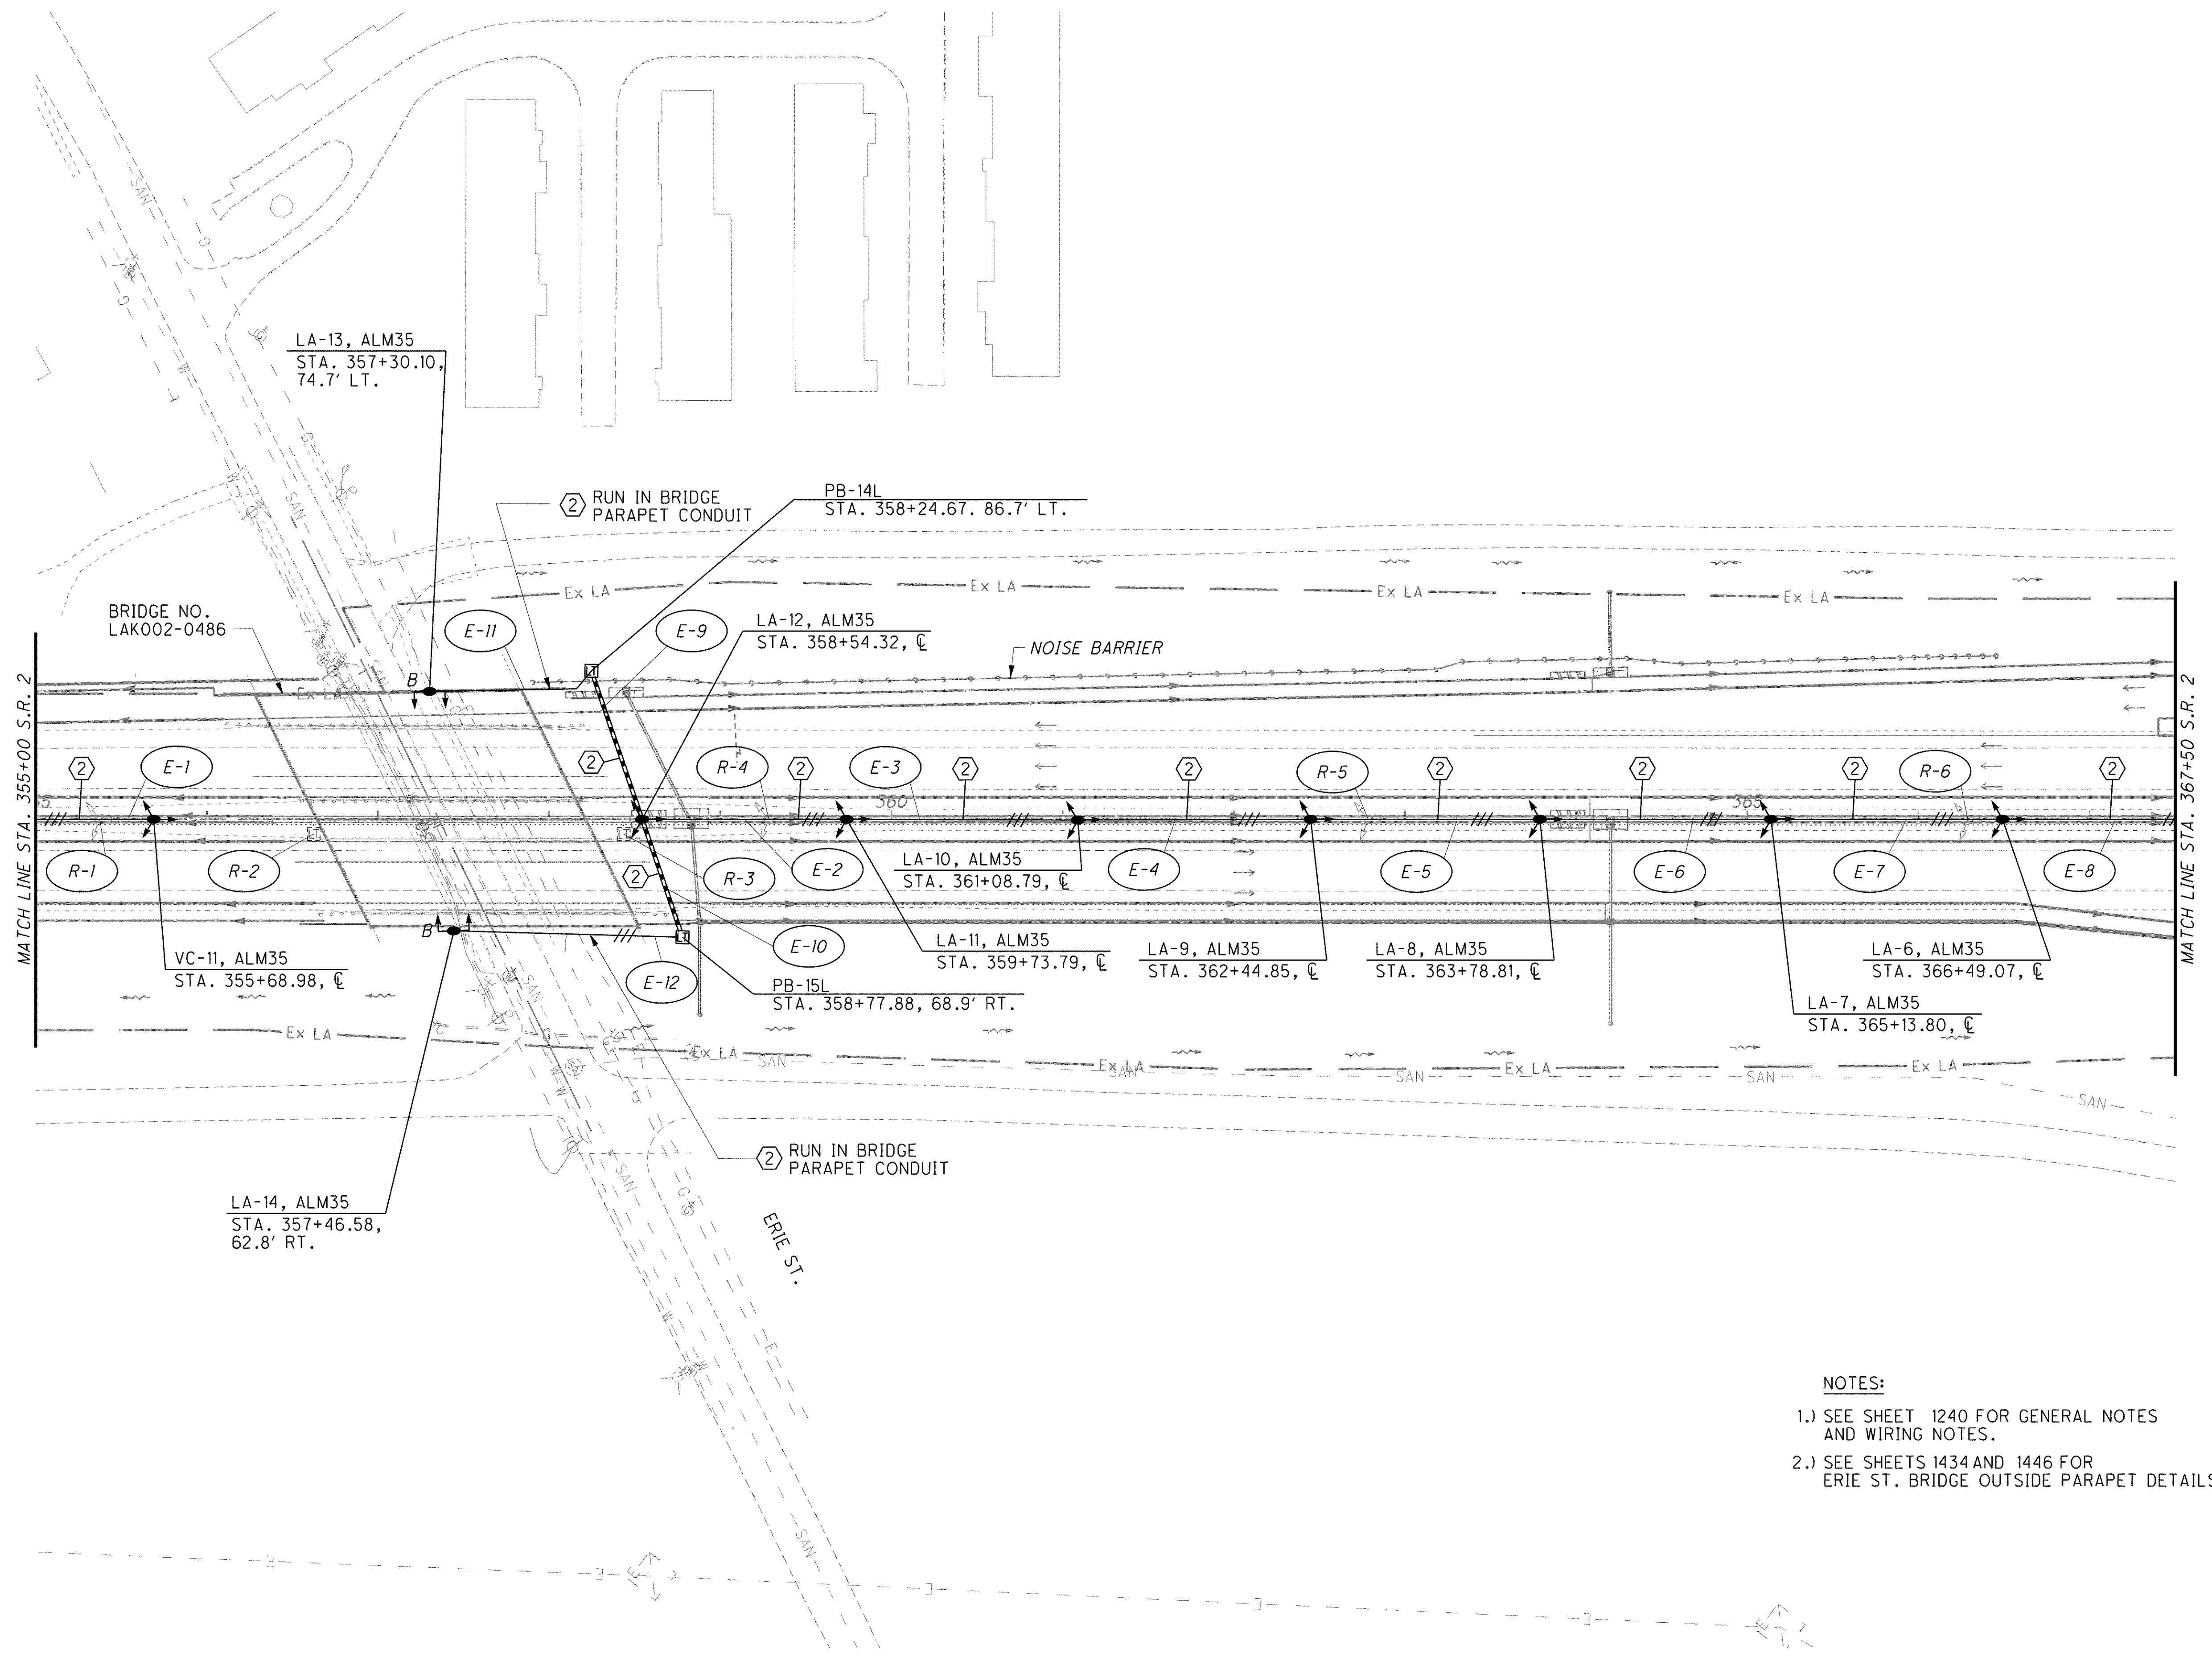 LA-13, ALM35
STA. 357+30.10,
74.7' LT.
2 RUN IN BRIDGE
PARAPET CONDUIT
PB-14L
STA. 358+24.67. 86.7' LT.
Ex LA
Ex LA
Ex LA
Ex LA
BRIDGE NO.
LAK002-0486
E-11
E-9
LA-12, ALM35
STA. 358+54.32, ℄
NOISE BARRIER
B
Ex LA
MATCH LINE STA. 355+00 S.R. 2
MATCH LINE STA. 367+50 S.R. 2
2
E-1
2
R-4
2
E-3
2
2
R-5
2
2
2
R-6
2
360
365
R-1
R-2
2
R-3
E-2
LA-10, ALM35
STA. 361+08.79, ℄
E-4
E-5
E-6
E-7
E-8
B
VC-11, ALM35
STA. 355+68.98, ℄
E-12
E-10
LA-11, ALM35
STA. 359+73.79, ℄
LA-9, ALM35
STA. 362+44.85, ℄
LA-8, ALM35
STA. 363+78.81, ℄
LA-6, ALM35
STA. 366+49.07, ℄
PB-15L
STA. 358+77.88, 68.9' RT.
LA-7, ALM35
STA. 365+13.80, ℄
Ex LA
Ex LA
Ex LA
Ex LA
Ex LA
SAN
SAN
SAN
SAN
SAN
2 RUN IN BRIDGE
PARAPET CONDUIT
LA-14, ALM35
STA. 357+46.58,
62.8' RT.
ERIE ST.
SAN
SAN
SAN
SAN
SAN
NOTES:
1.) SEE SHEET 1240 FOR GENERAL NOTES
AND WIRING NOTES.
2.) SEE SHEETS 1434 AND 1446 FOR
ERIE ST. BRIDGE OUTSIDE PARAPET DETAILS